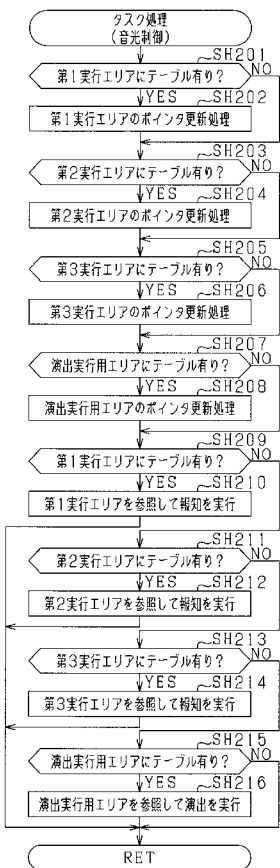 タスク処理
(音光制御)
SH201
第1実行エリアにテーブル有り?
NO
YES
SH202
第1実行エリアのポインタ更新処理
SH203
第2実行エリアにテーブル有り?
NO
YES
SH204
第2実行エリアのポインタ更新処理
SH205
第3実行エリアにテーブル有り?
NO
YES
SH206
第3実行エリアのポインタ更新処理
SH207
演出実行用エリアにテーブル有り?
NO
YES
SH208
演出実行用エリアのポインタ更新処理
SH209
第1実行エリアにテーブル有り?
NO
YES
SH210
第1実行エリアを参照して報知を実行
SH211
第2実行エリアにテーブル有り?
NO
YES
SH212
第2実行エリアを参照して報知を実行
SH213
第3実行エリアにテーブル有り?
NO
YES
SH214
第3実行エリアを参照して報知を実行
SH215
演出実行用エリアにテーブル有り?
NO
YES
SH216
演出実行用エリアを参照して演出を実行
RET